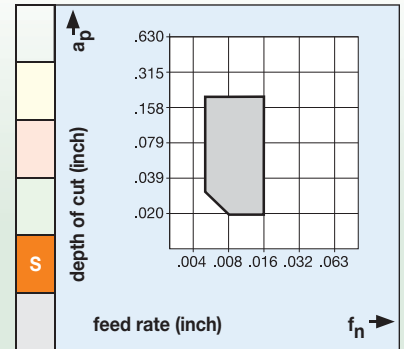 ap
depth of cut (inch)
.630
.315
.158
.079
.039
.020
.004 .008 .016 .032 .063
feed rate (inch)
fn
S